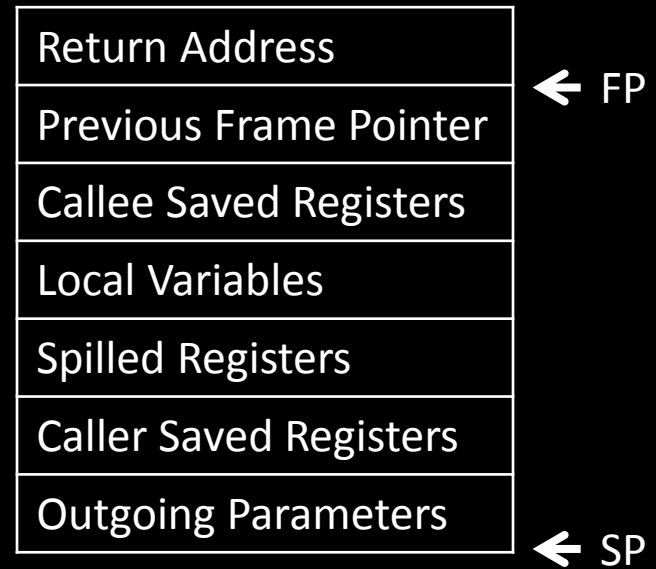 Return Address
FP
Previous Frame Pointer
Callee Saved Registers
Local Variables
Spilled Registers
Caller Saved Registers
Outgoing Parameters
SP